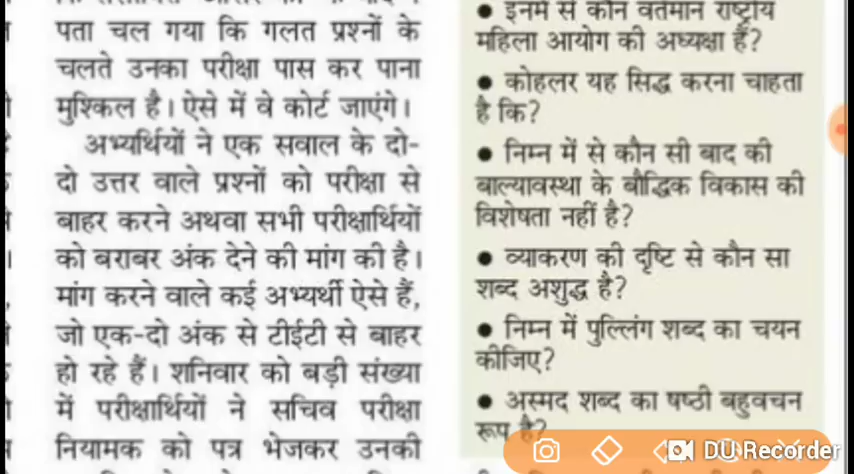 पता चल गया कि गलत प्रश्नों के
चलते उनका परीक्षा पास कर पाना
मुश्किल है। ऐसे में वे कोर्ट जाएंगे।
अभ्यर्थियों ने एक सवाल के दो-
दो उत्तर वाले प्रश्नों को परीक्षा से
बाहर करने अथवा सभी परीक्षार्थियों
को बराबर अंक देने की मांग की है।
मांग करने वाले कई अभ्यर्थी ऐसे हैं,
जो एक-दो अंक से टीईटी से बाहर
हो रहे हैं। शनिवार को बड़ी संख्या
में परीक्षार्थियों ने सचिव परीक्षा
नियामक को पत्र भेजकर उनकी
● इनमें से कौन वर्तमान राष्ट्रीय
महिला आयोग की अध्यक्षा हैं?
● कोहलर यह सिद्ध करना चाहता
है कि?
● निम्न में से कौन सी बाद की
बाल्यावस्था के बौद्धिक विकास की
विशेषता नहीं है?
● व्याकरण की दृष्टि से कौन सा
शब्द अशुद्ध है?
● निम्न में पुल्लिंग शब्द का चयन
कीजिए?
● अस्मद शब्द का षष्ठी बहुवचन
रूप है?
DU Recorder